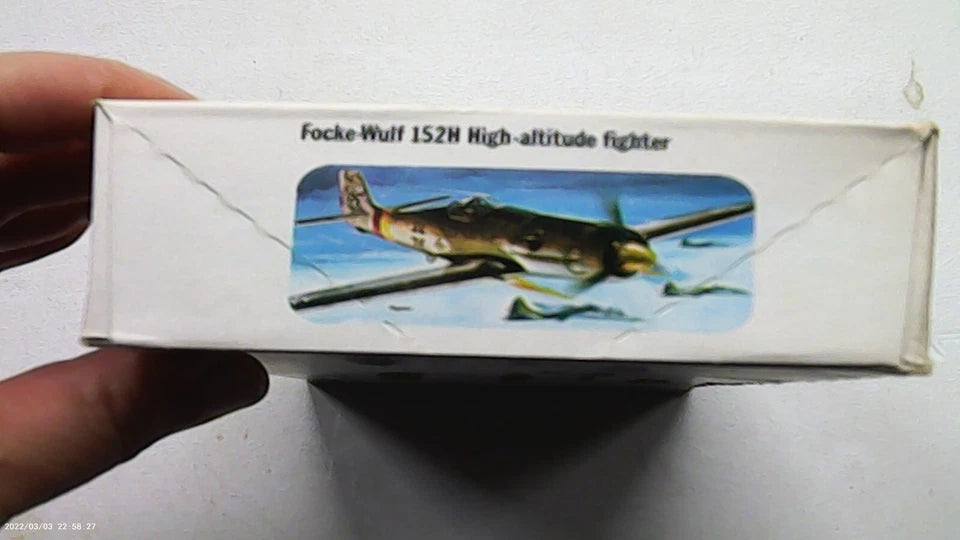 Focke-Wulf 152H High-altitude fighter
2022/03/03 22 58 27